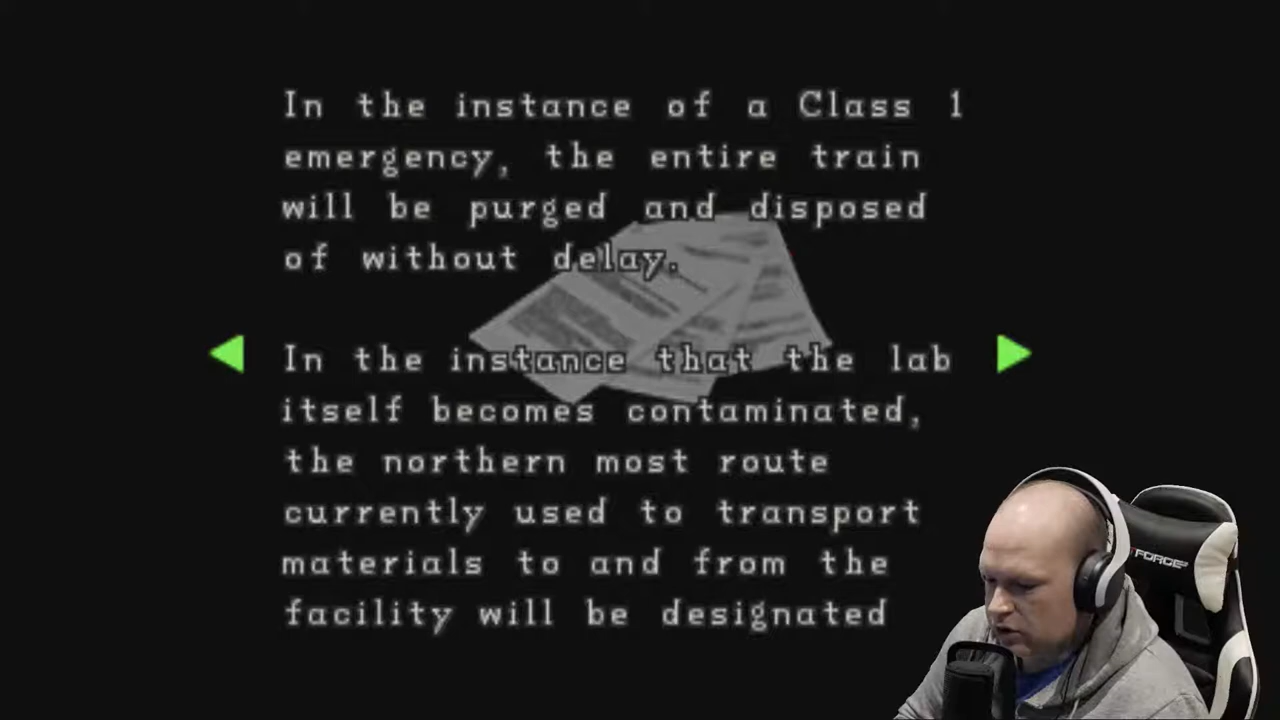 In the instance of a Class 1
emergency, the entire train
will be purged and disposed
of without delay.
In the instance that the lab
itself becomes contaminated,
the northern most route
currently used to transport
materials to and from the
facility will be designated
FORCE